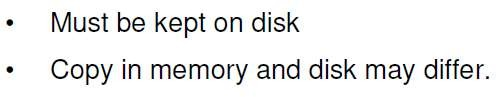 • Must be kept on disk
• Copy in memory and disk may differ.